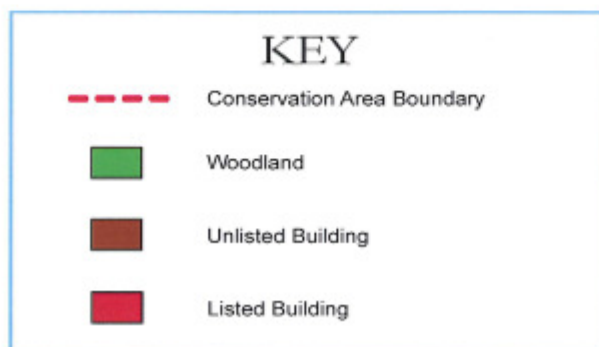 KEY
Conservation Area Boundary
Woodland
Unlisted Building
Listed Building